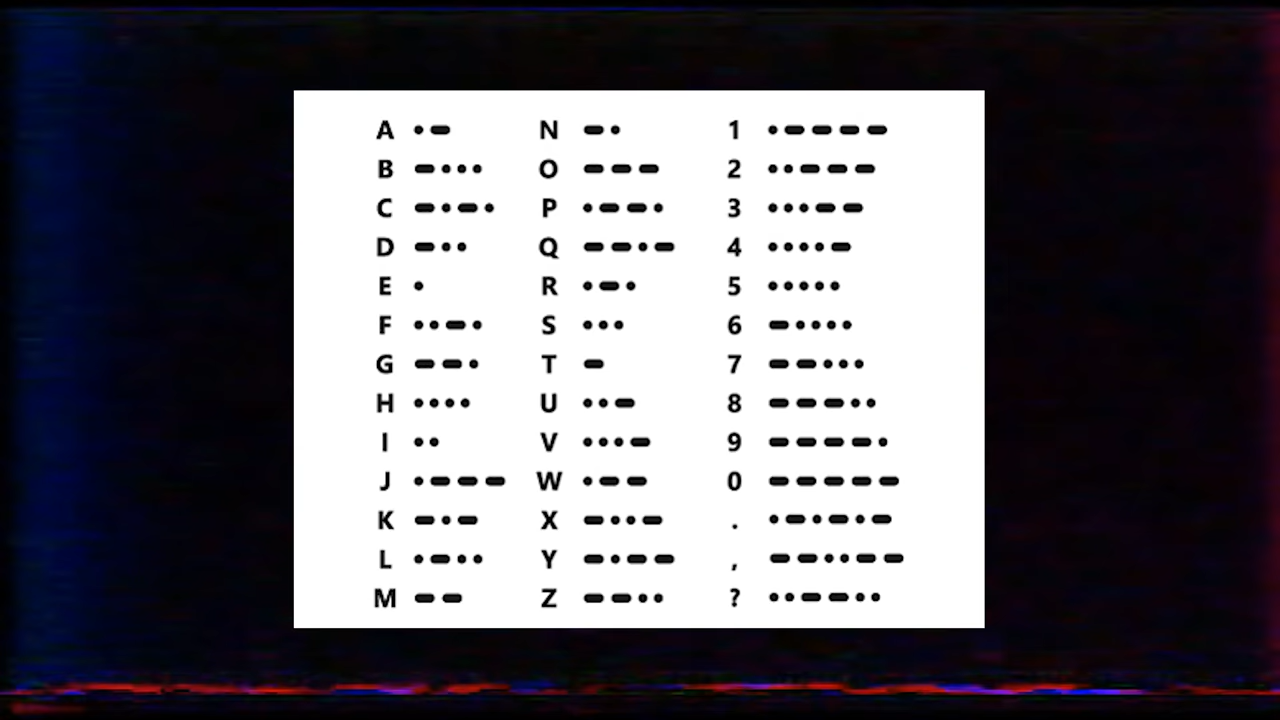 A •− N −• 1 •−−−−
B −••• O −−− 2 ••−−−
C −•−• P •−−• 3 •••−−
D −•• Q −−•− 4 ••••−
E • R •−• 5 •••••
F ••−• S ••• 6 −••••
G −−• T − 7 −−•••
H •••• U ••− 8 −−−••
I •• V •••− 9 −−−−•
J •−−− W •−− 0 −−−−−
K −•− X −••− . •−•−•−
L •−•• Y −•−− , −−••−−
M −− Z −−•• ? ••−−••